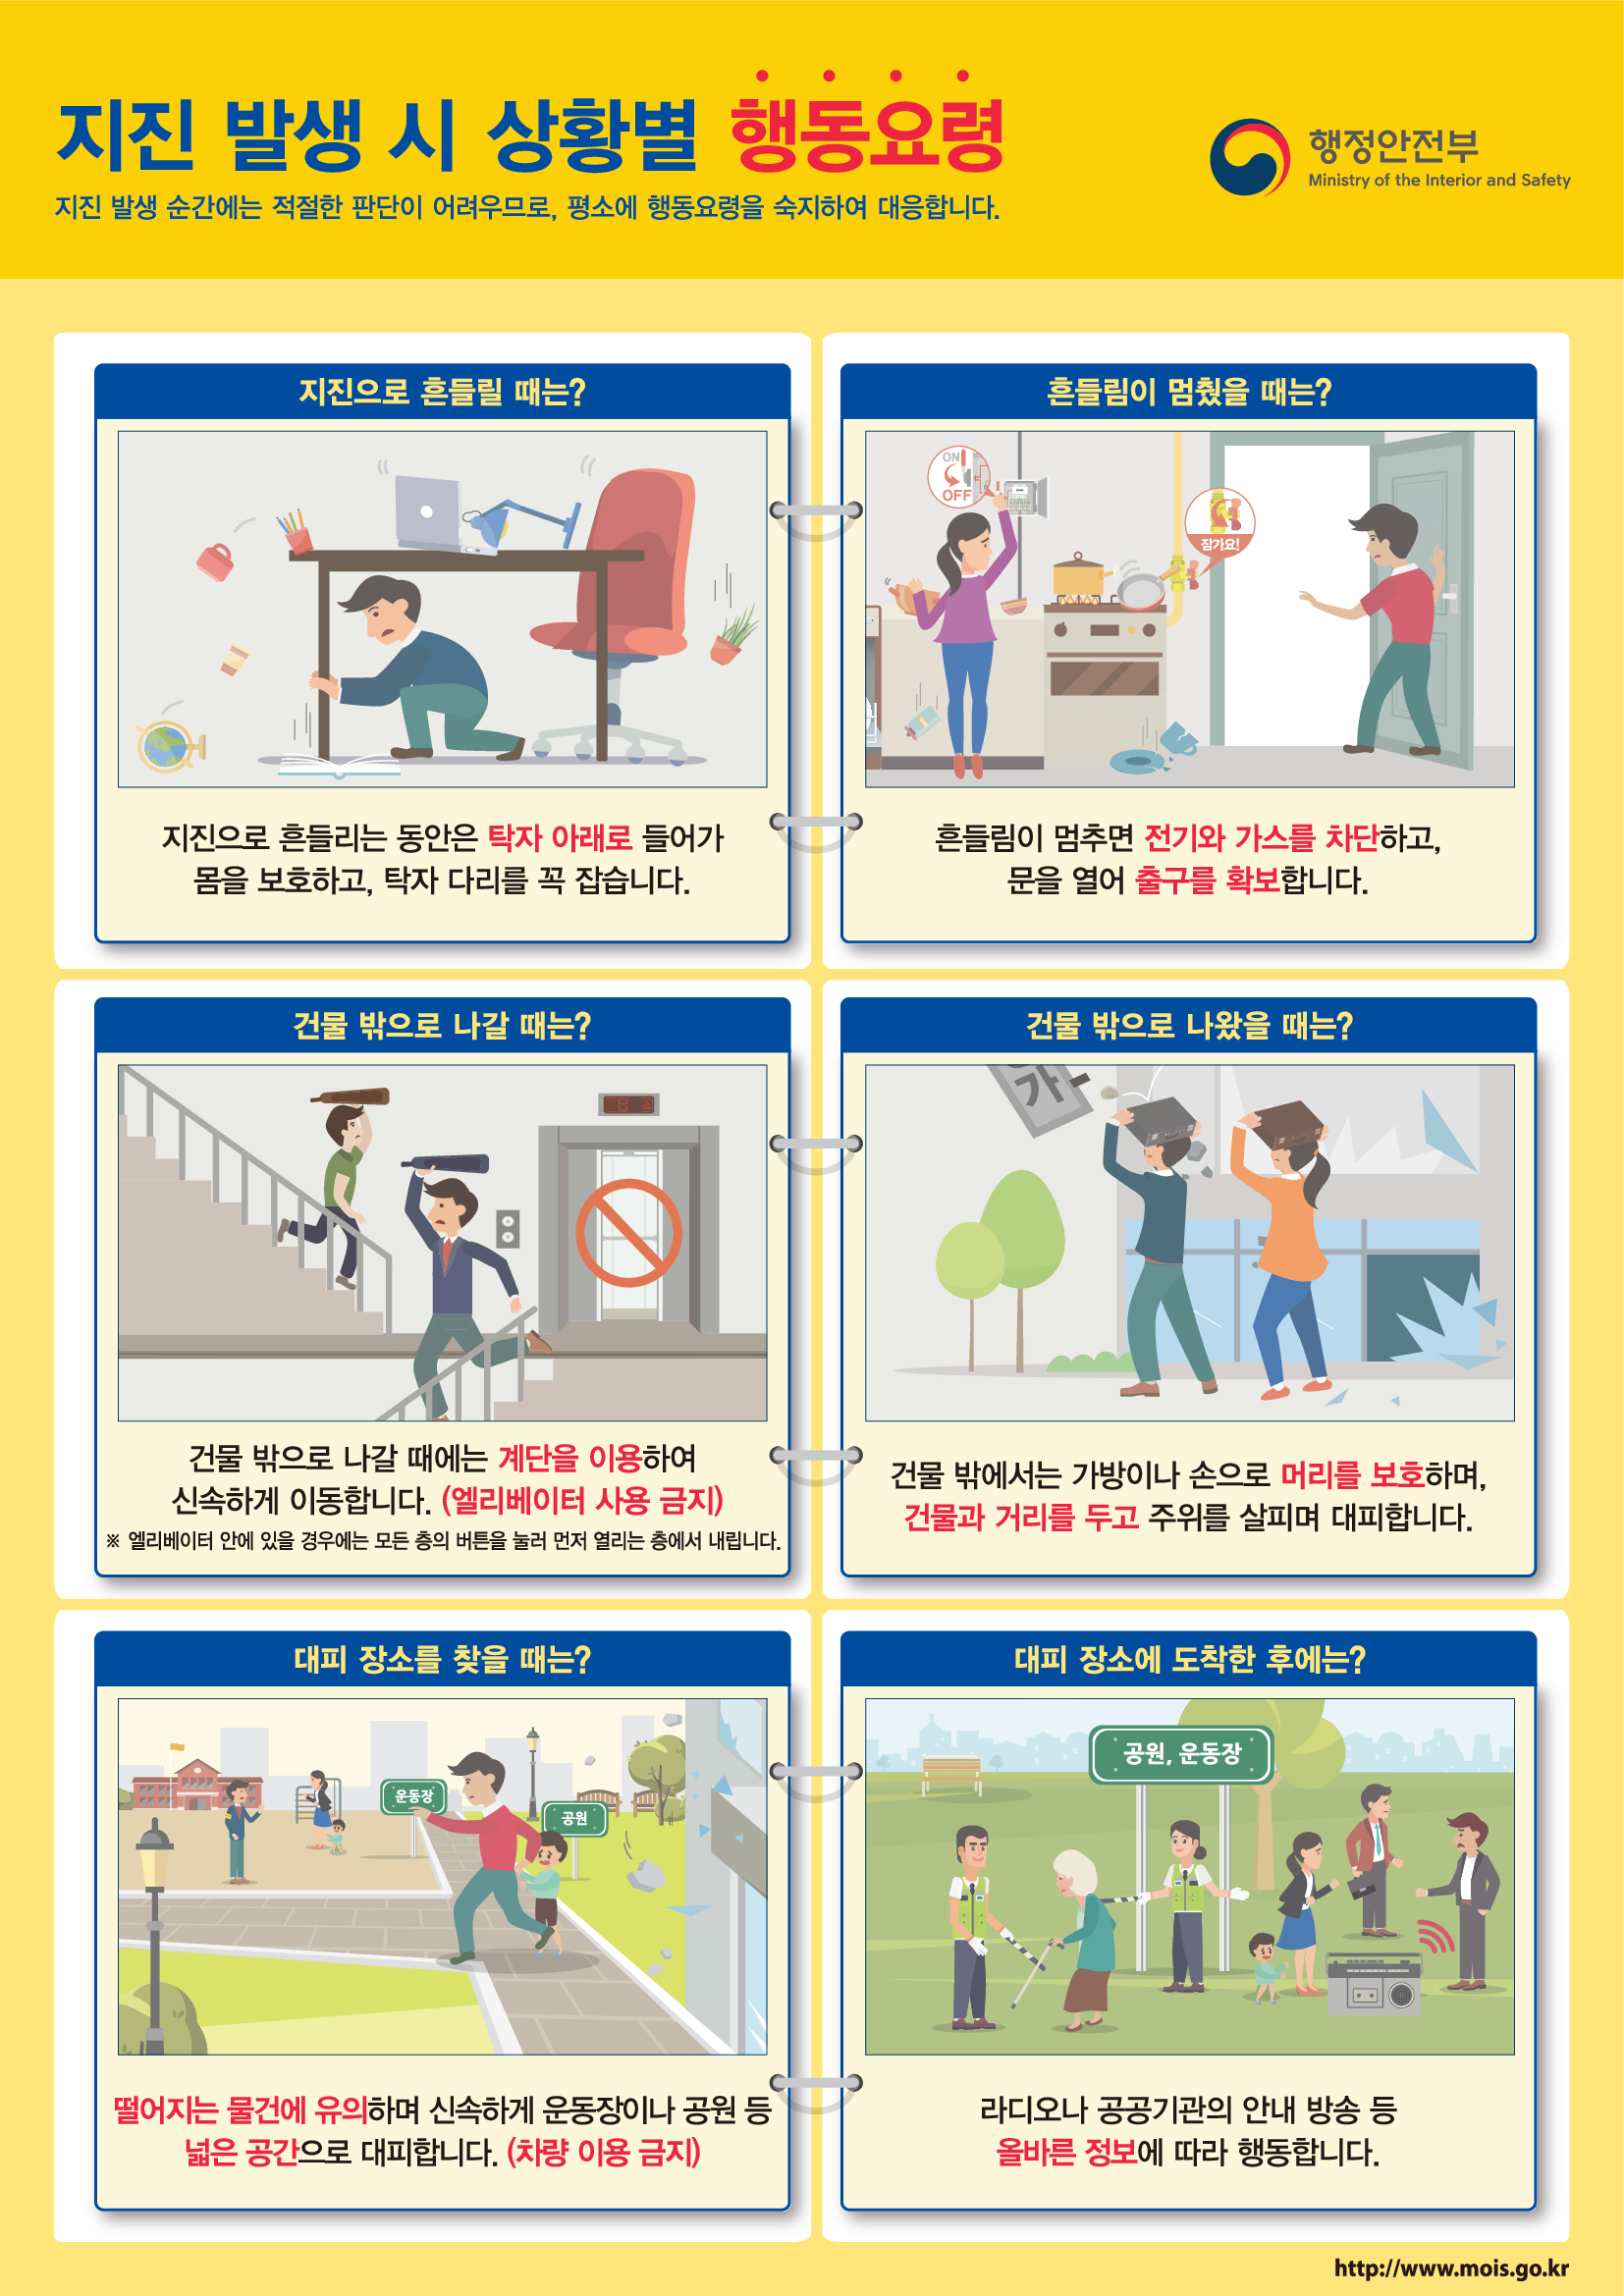 지진 발생 시 상황별 행동요령
지진 발생 순간에는 적절한 판단이 어려우므로, 평소에 행동요령을 숙지하여 대응합니다.
행정안전부
Ministry of the Interior and Safety
지진으로 흔들릴 때는?
지진으로 흔들리는 동안은 탁자 아래로 들어가
몸을 보호하고, 탁자 다리를 꼭 잡습니다.
흔들림이 멈췄을 때는?
ON
OFF
잠가요!
흔들림이 멈추면 전기와 가스를 차단하고,
문을 열어 출구를 확보합니다.
건물 밖으로 나갈 때는?
건물 밖으로 나갈 때에는 계단을 이용하여
신속하게 이동합니다. (엘리베이터 사용 금지)
※ 엘리베이터 안에 있을 경우에는 모든 층의 버튼을 눌러 먼저 열리는 층에서 내립니다.
건물 밖으로 나왔을 때는?
가
건물 밖에서는 가방이나 손으로 머리를 보호하며,
건물과 거리를 두고 주위를 살피며 대피합니다.
대피 장소를 찾을 때는?
운동장
공원
떨어지는 물건에 유의하며 신속하게 운동장이나 공원 등
넓은 공간으로 대피합니다. (차량 이용 금지)
대피 장소에 도착한 후에는?
공원, 운동장
라디오나 공공기관의 안내 방송 등
올바른 정보에 따라 행동합니다.
http://www.mois.go.kr